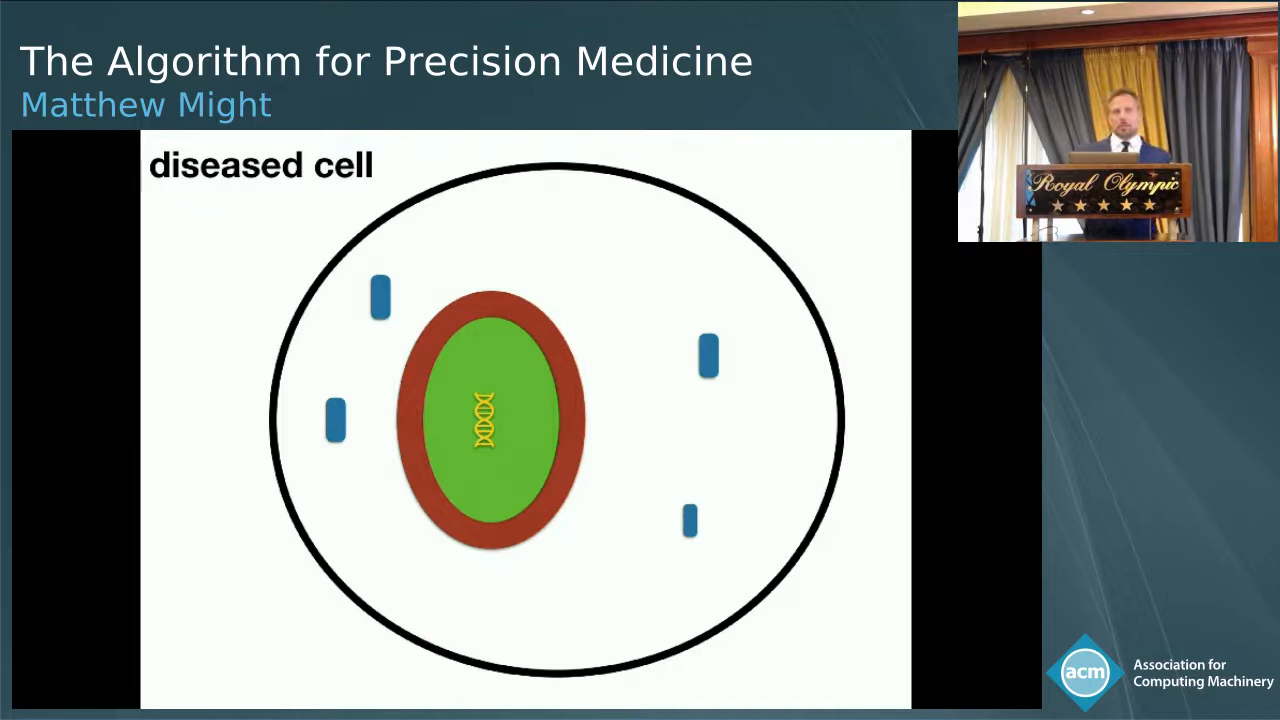 The Algorithm for Precision Medicine
Matthew Might
diseased cell
Royal Olympic
acm
Association for
Computing Machinery